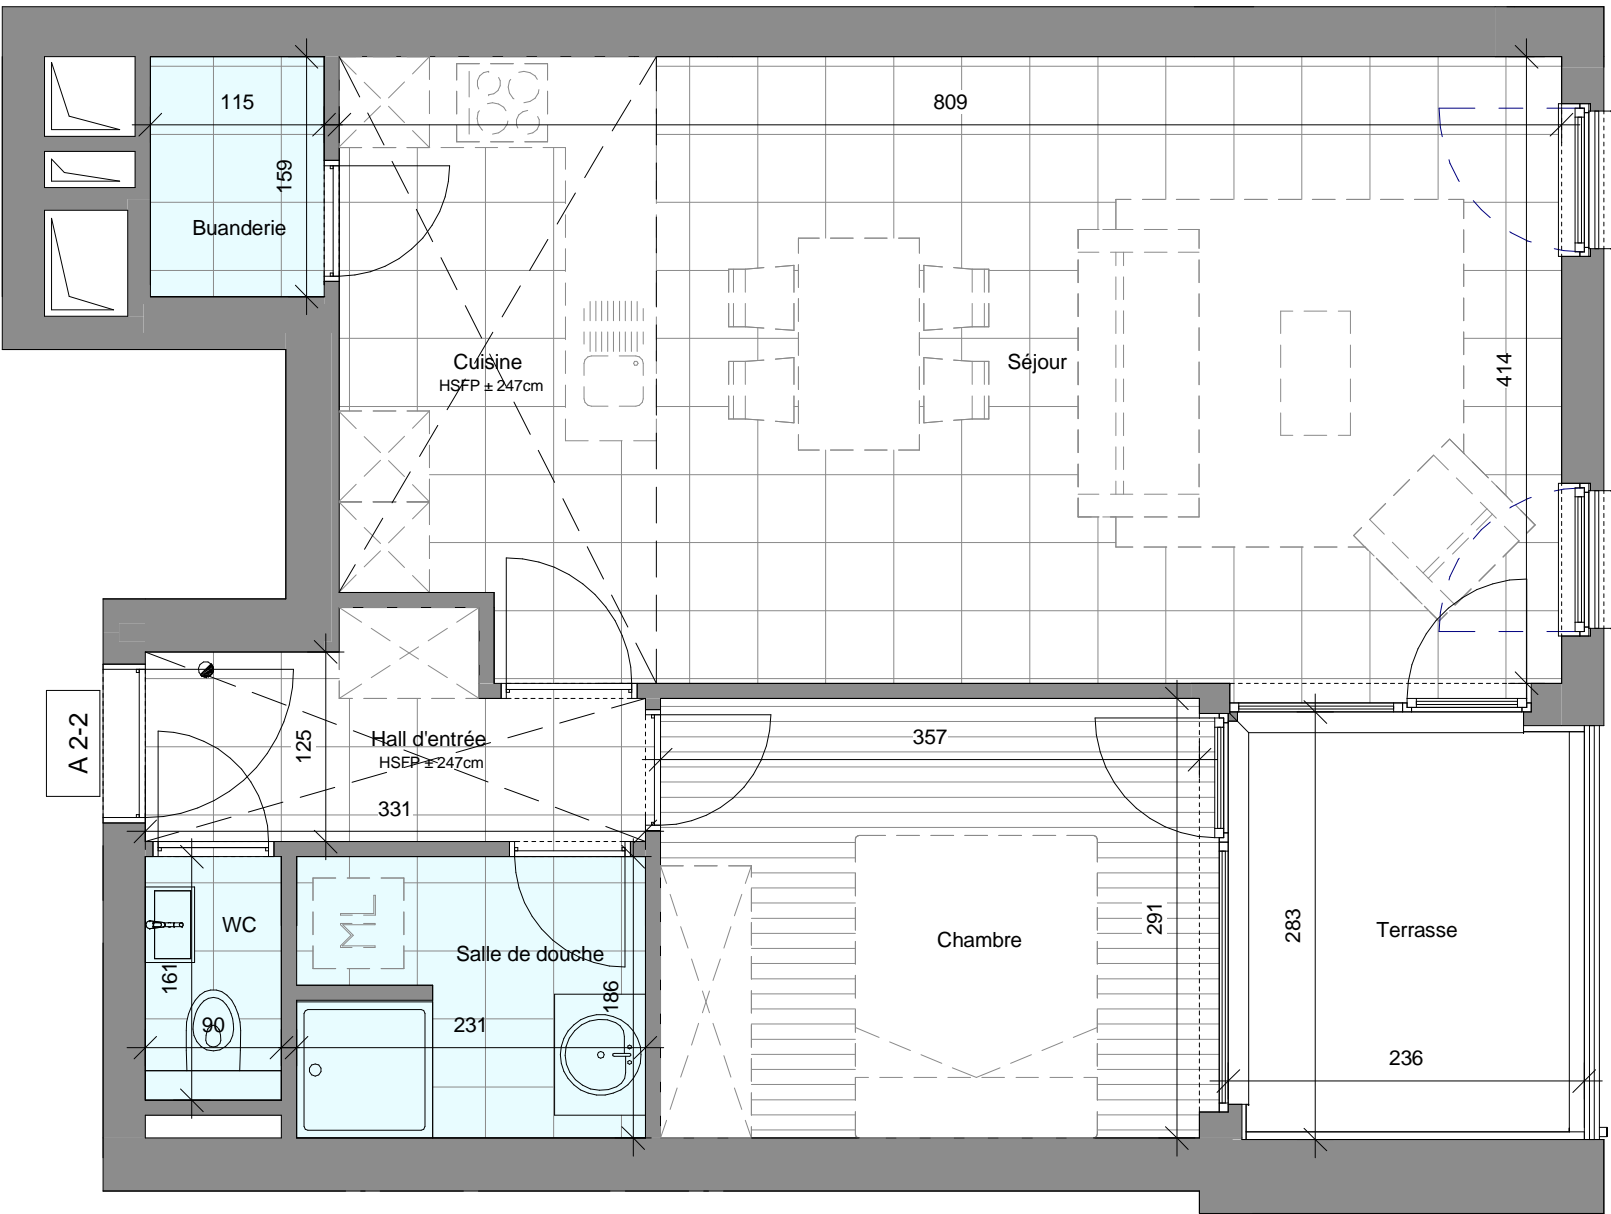 115
809
159
Buanderie
Cuisine
HSFP ± 247cm
Séjour
414
A 2-2
125
Hall d'entrée
HSFP ± 247cm
331
357
WC
ML
Salle de douche
Chambre
291
283
Terrasse
161
90
231
186
236